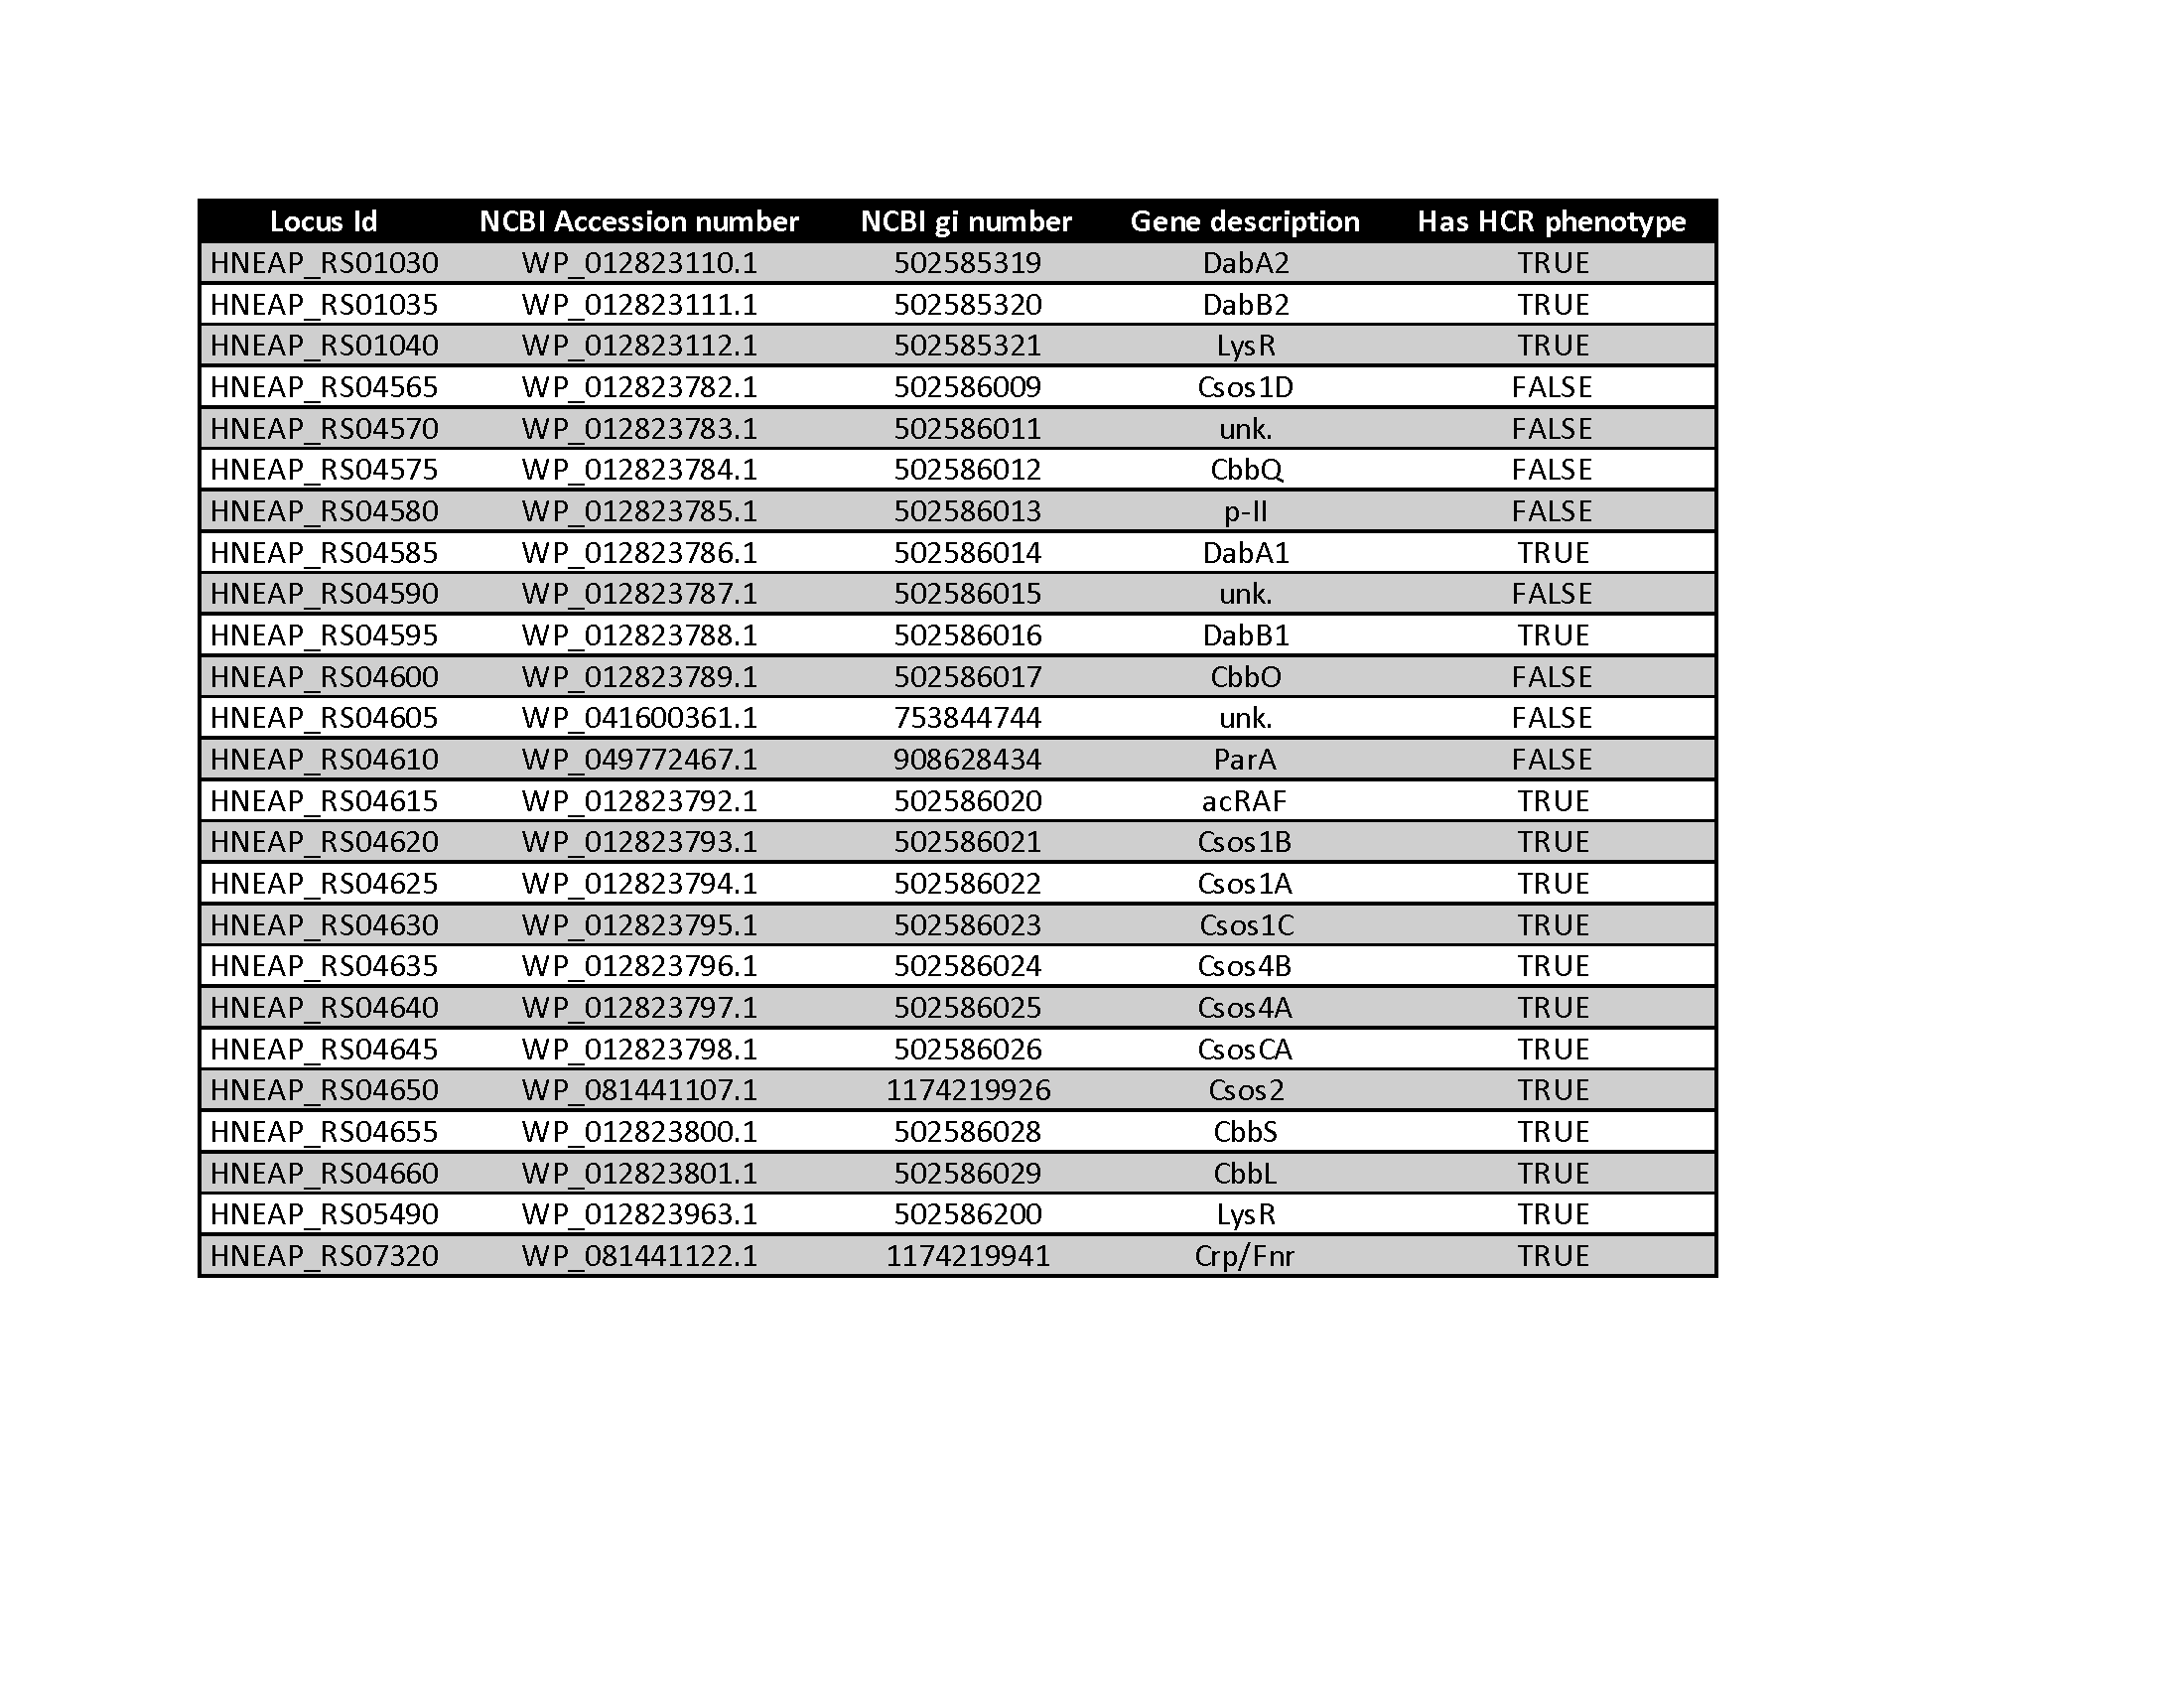 Locus Id NCBI Accession number NCBI gi number Gene description Has HCR phenotype
HNEAP_RS01030 WP_012823110.1 502585319 DabA2 TRUE
HNEAP_RS01035 WP_012823111.1 502585320 DabB2 TRUE
HNEAP_RS01040 WP_012823112.1 502585321 LysR TRUE
HNEAP_RS04565 WP_012823782.1 502586009 Csos1D FALSE
HNEAP_RS04570 WP_012823783.1 502586011 unk. FALSE
HNEAP_RS04575 WP_012823784.1 502586012 CbbQ FALSE
HNEAP_RS04580 WP_012823785.1 502586013 p-II FALSE
HNEAP_RS04585 WP_012823786.1 502586014 DabA1 TRUE
HNEAP_RS04590 WP_012823787.1 502586015 unk. FALSE
HNEAP_RS04595 WP_012823788.1 502586016 DabB1 TRUE
HNEAP_RS04600 WP_012823789.1 502586017 CbbO FALSE
HNEAP_RS04605 WP_041600361.1 753844744 unk. FALSE
HNEAP_RS04610 WP_049772467.1 908628434 ParA FALSE
HNEAP_RS04615 WP_012823792.1 502586020 acRAF TRUE
HNEAP_RS04620 WP_012823793.1 502586021 Csos1B TRUE
HNEAP_RS04625 WP_012823794.1 502586022 Csos1A TRUE
HNEAP_RS04630 WP_012823795.1 502586023 Csos1C TRUE
HNEAP_RS04635 WP_012823796.1 502586024 Csos4B TRUE
HNEAP_RS04640 WP_012823797.1 502586025 Csos4A TRUE
HNEAP_RS04645 WP_012823798.1 502586026 CsosCA TRUE
HNEAP_RS04650 WP_081441107.1 1174219926 Csos2 TRUE
HNEAP_RS04655 WP_012823800.1 502586028 CbbS TRUE
HNEAP_RS04660 WP_012823801.1 502586029 CbbL TRUE
HNEAP_RS05490 WP_012823963.1 502586200 LysR TRUE
HNEAP_RS07320 WP_081441122.1 1174219941 Crp/Fnr TRUE